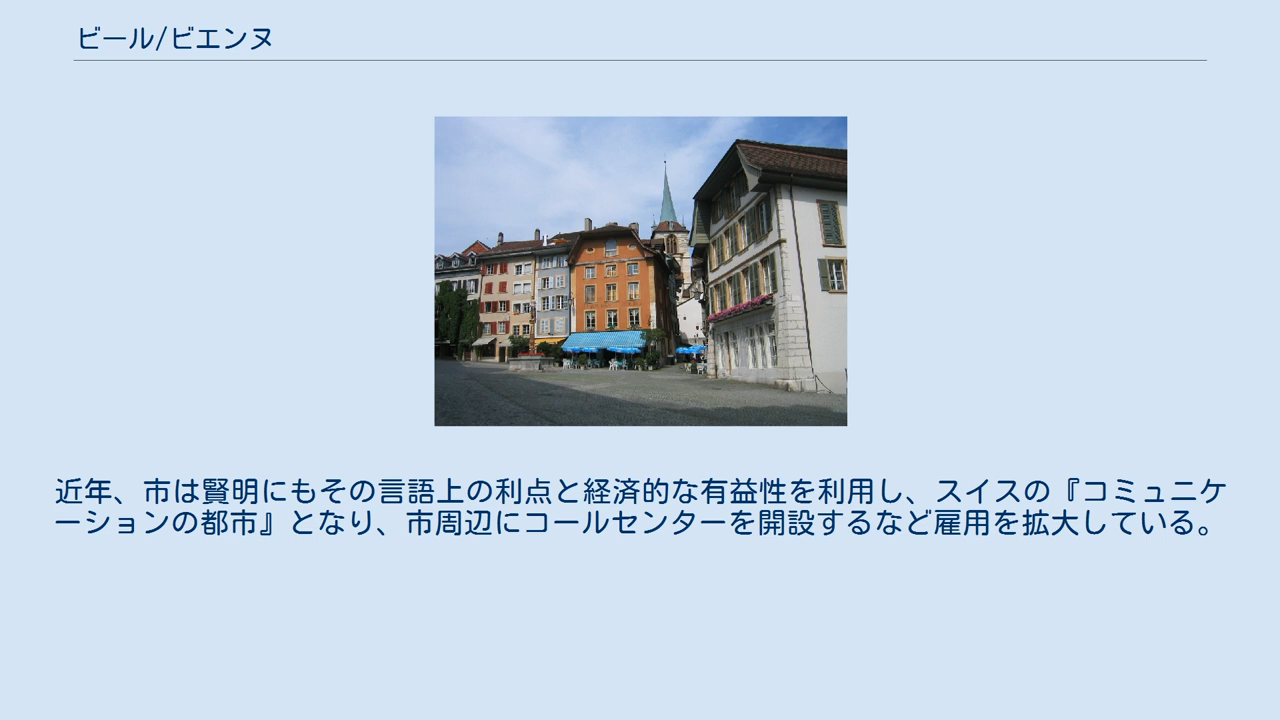 ビール/ビエンヌ
近年、市は賢明にもその言語上の利点と経済的な有益性を利用し、スイスの『コミュニケ
ーションの都市』となり、市周辺にコールセンターを開設するなど雇用を拡大している。